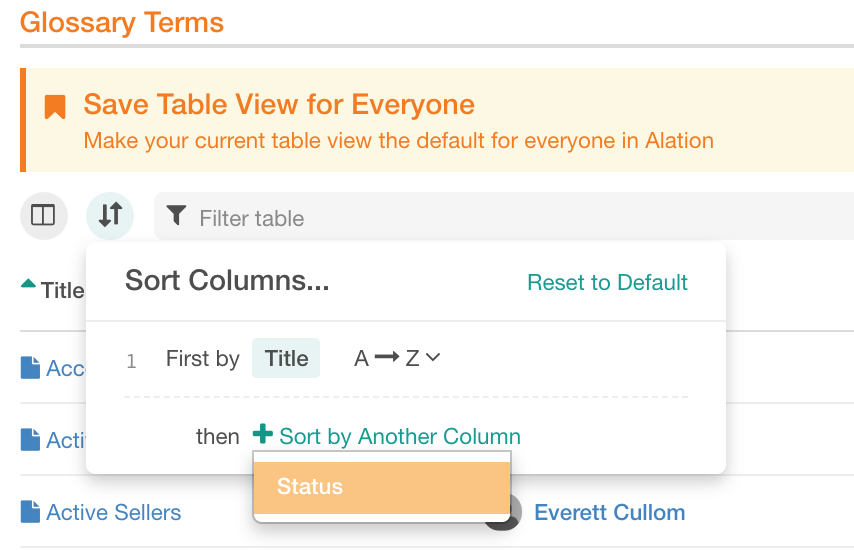 Glossary Terms
Save Table View for Everyone
Make your current table view the default for everyone in Alation
Filter table
Sort Columns...
Reset to Default
Title
1 First by Title A → Z
Acc
then + Sort by Another Column
Acti
Status
Active Sellers
Everett Cullom